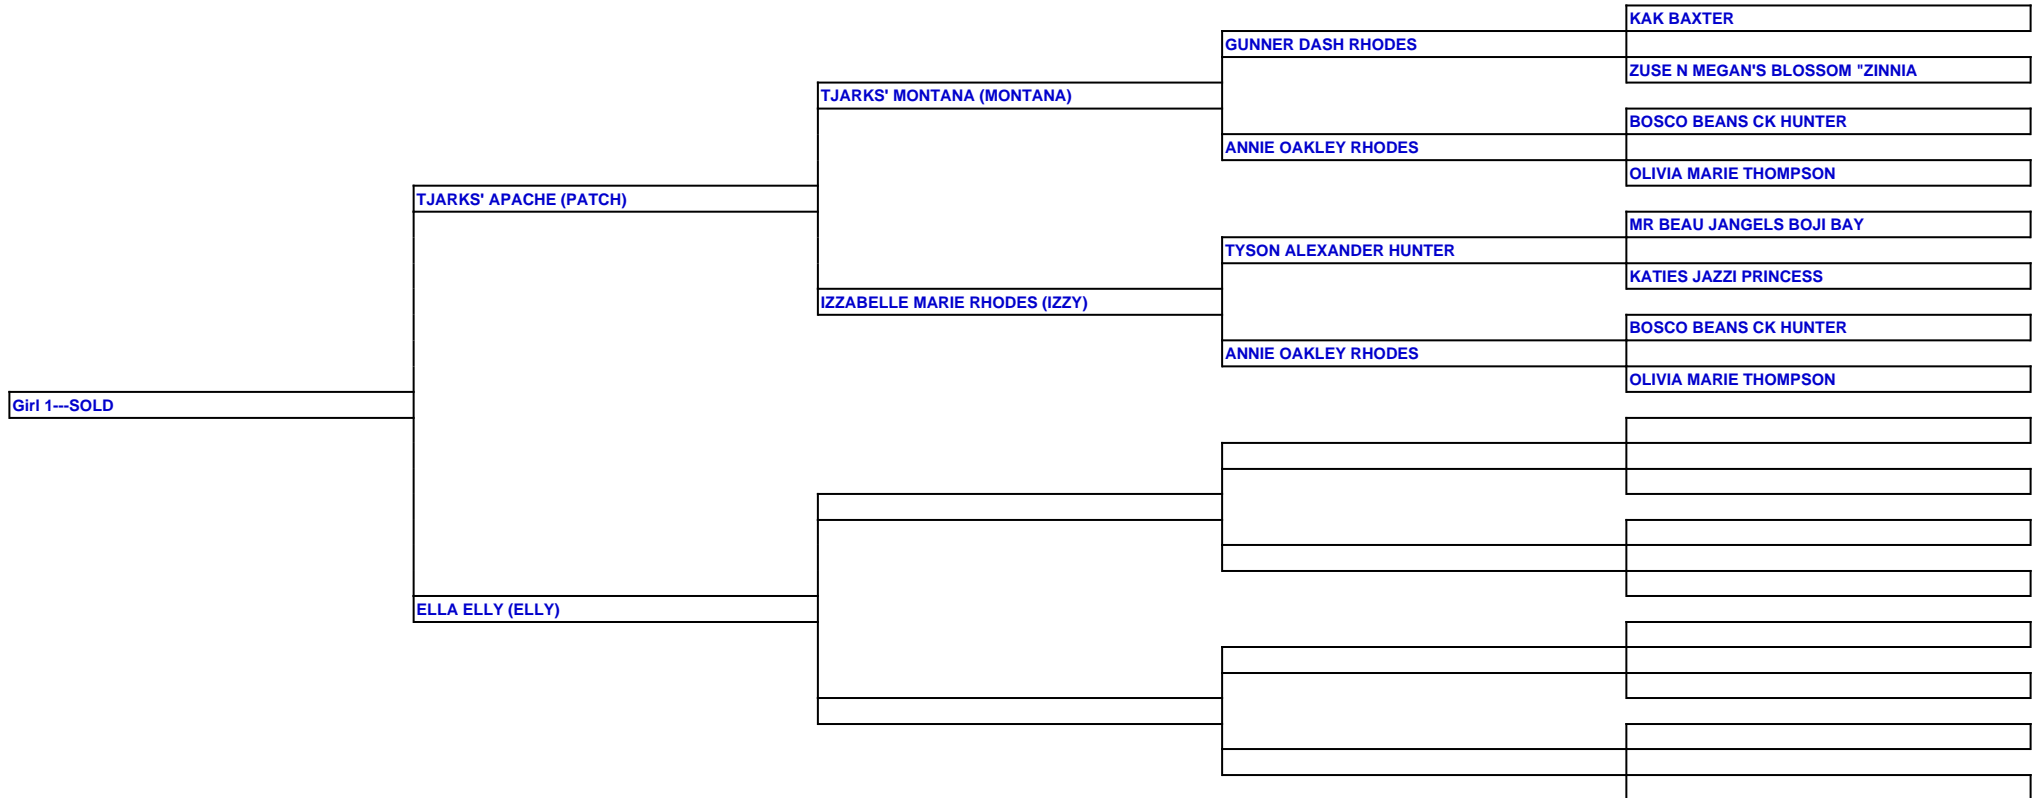 KAK BAXTER
GUNNER DASH RHODES
ZUSE N MEGAN'S BLOSSOM "ZINNIA
TJARKS' MONTANA (MONTANA)
BOSCO BEANS CK HUNTER
ANNIE OAKLEY RHODES
OLIVIA MARIE THOMPSON
TJARKS' APACHE (PATCH)
MR BEAU JANGELS BOJI BAY
TYSON ALEXANDER HUNTER
KATIES JAZZI PRINCESS
IZZABELLE MARIE RHODES (IZZY)
BOSCO BEANS CK HUNTER
ANNIE OAKLEY RHODES
OLIVIA MARIE THOMPSON
Girl 1---SOLD
ELLA ELLY (ELLY)